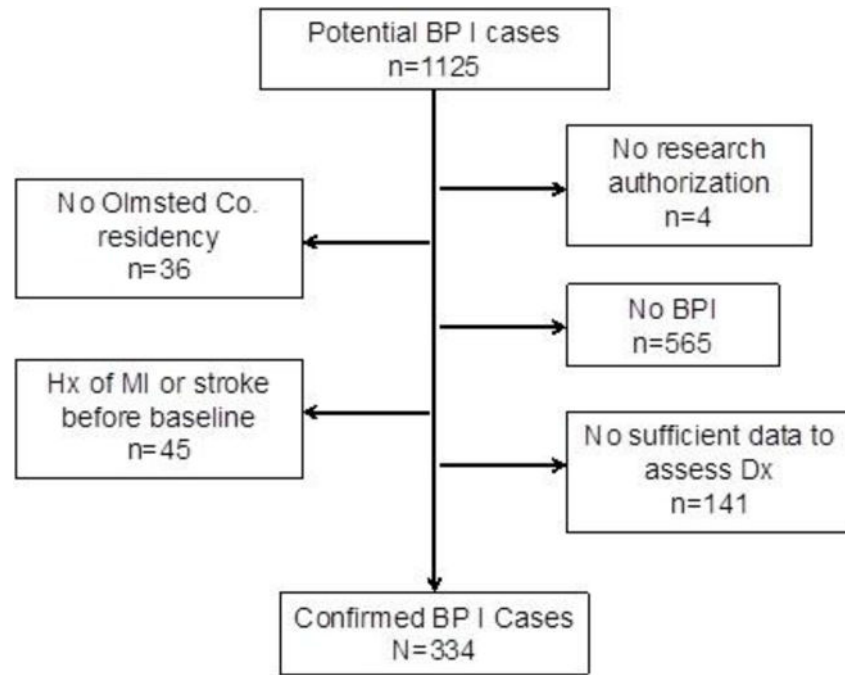 Potential BP I cases
n=1125
No research
authorization
n=4
No Olmsted Co.
residency
n=36
No BPI
n=565
Hx of MI or stroke
before baseline
n=45
No sufficient data to
assess Dx
n=141
Confirmed BP I Cases
N=334